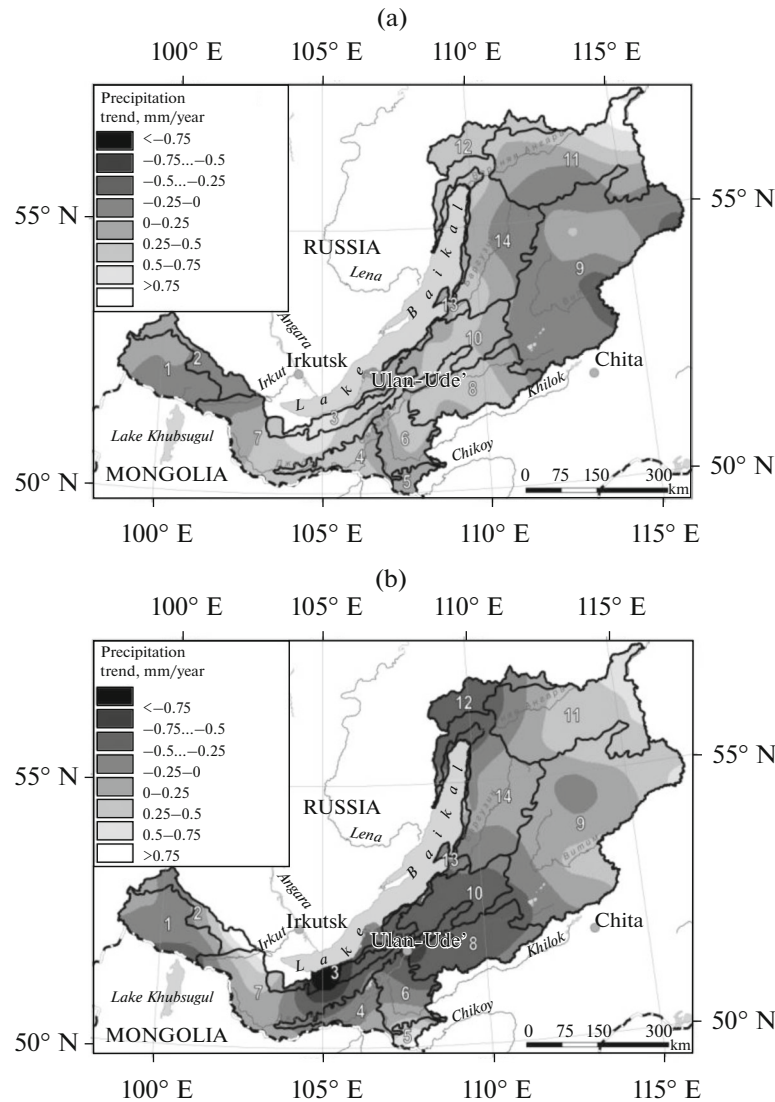 (a)
100° E 105° E 110° E 115° E
Precipitation
trend, mm/year
<−0.75
−0.75...−0.5
−0.5...−0.25
−0.25−0
0−0.25
0.25−0.5
0.5−0.75
>0.75
55° N
55° N
50° N
50° N
RUSSIA
Lena
Angara
Irkut
Irkutsk
Lake Baikal
Ulan-Ude’
Chita
Khilok
Chikoy
Lake Khubsugul
MONGOLIA
1
2
3
4
5
6
7
8
9
10
11
12
13
14
0 75 150 300
km
100° E 105° E 110° E 115° E
(b)
100° E 105° E 110° E 115° E
Precipitation
trend, mm/year
<−0.75
−0.75...−0.5
−0.5...−0.25
−0.25−0
0−0.25
0.25−0.5
0.5−0.75
>0.75
55° N
55° N
50° N
50° N
RUSSIA
Lena
Angara
Irkut
Irkutsk
Lake Baikal
Ulan-Ude’
Chita
Khilok
Chikoy
Lake Khubsugul
MONGOLIA
1
2
3
4
5
6
7
8
9
10
11
12
13
14
0 75 150 300
km
100° E 105° E 110° E 115° E